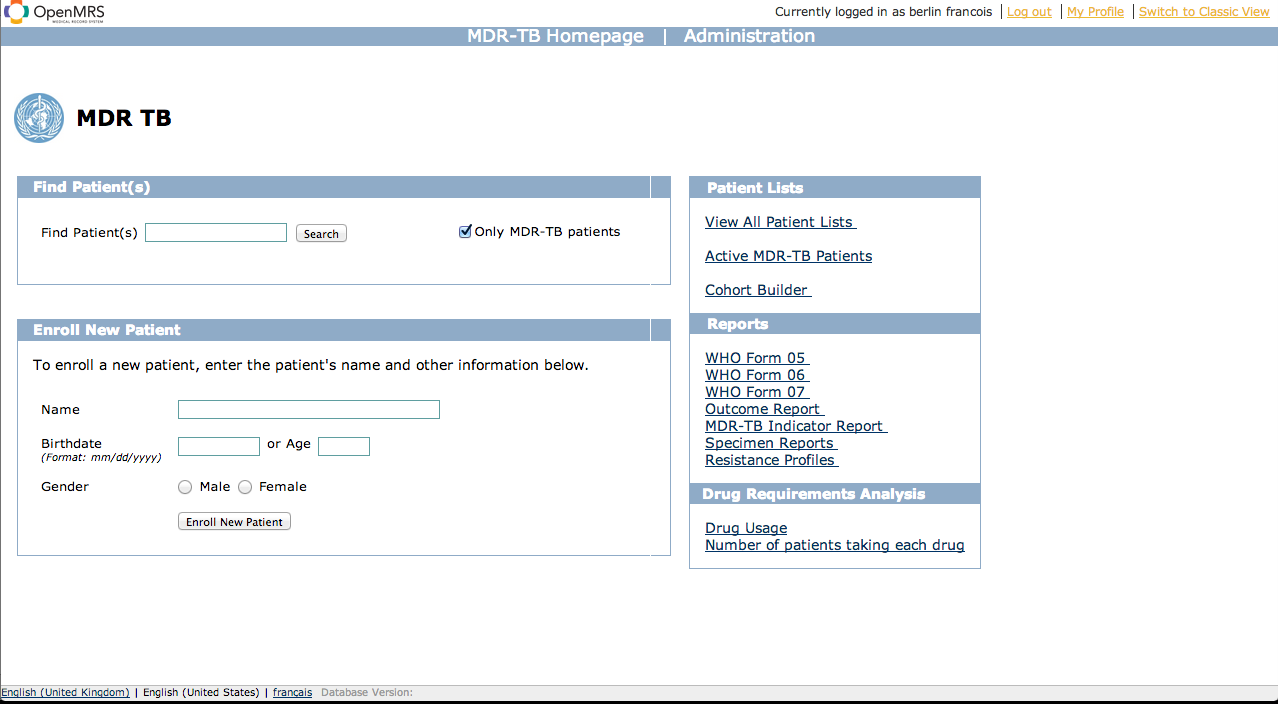 OpenMRS
MEDICAL RECORD SYSTEM
Currently logged in as berlin francois | Log out | My Profile | Switch to Classic View
MDR-TB Homepage | Administration
MDR TB
Find Patient(s)
Find Patient(s) Search Only MDR-TB patients
Enroll New Patient
To enroll a new patient, enter the patient's name and other information below.
Name
Birthdate or Age
(Format: mm/dd/yyyy)
Gender Male Female
Enroll New Patient
Patient Lists
View All Patient Lists
Active MDR-TB Patients
Cohort Builder
Reports
WHO Form 05
WHO Form 06
WHO Form 07
Outcome Report
MDR-TB Indicator Report
Specimen Reports
Resistance Profiles
Drug Requirements Analysis
Drug Usage
Number of patients taking each drug
English (United Kingdom) | English (United States) | français Database Version: